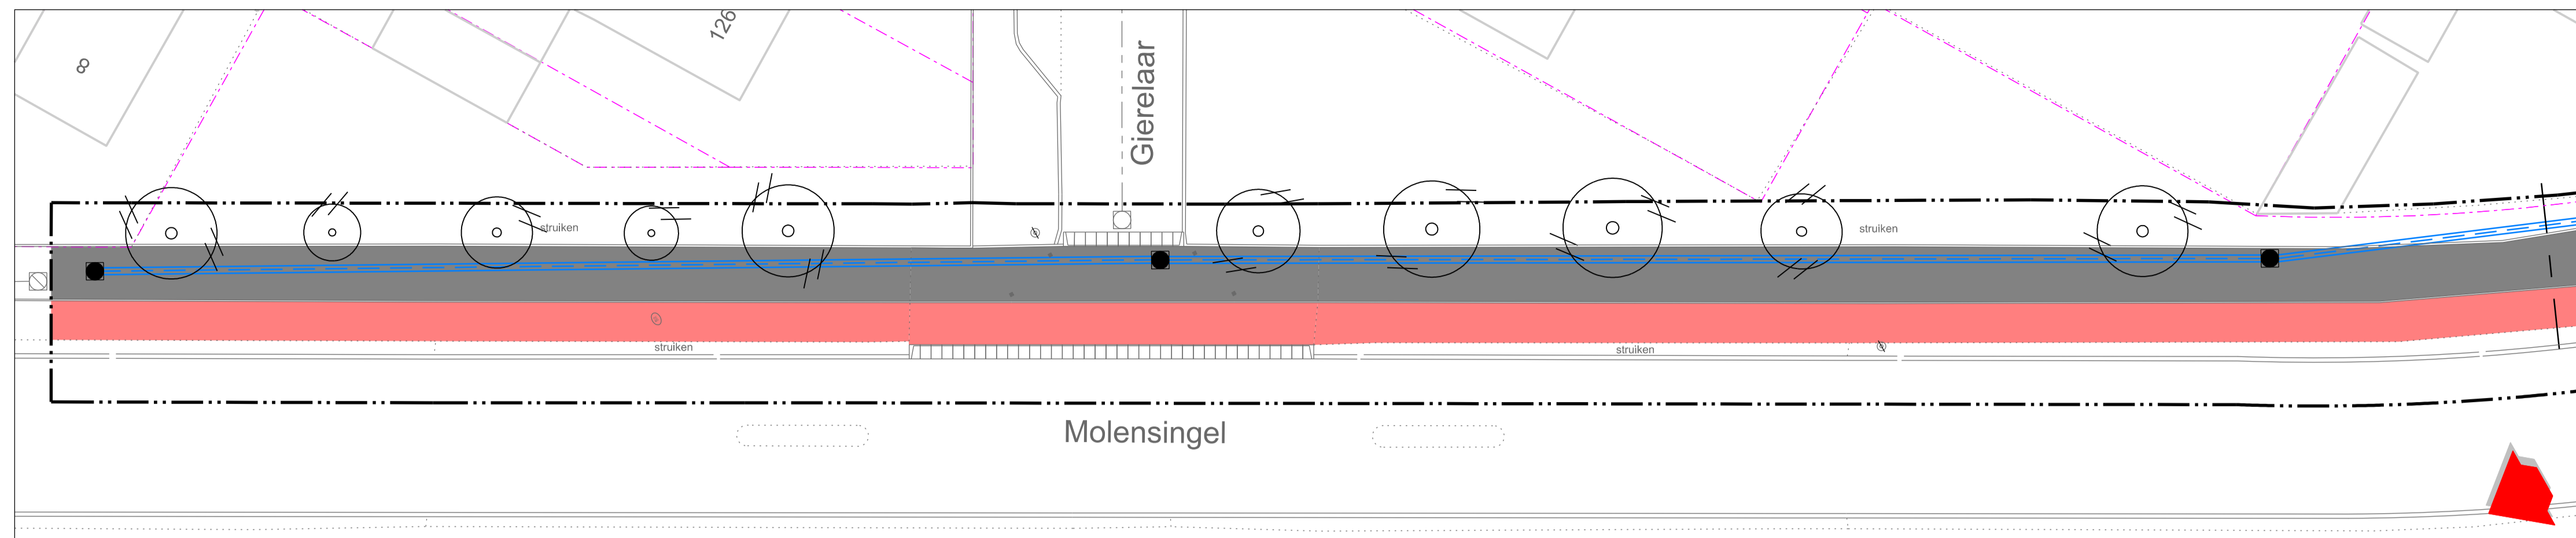 8
126
Gierelaar
struiken
struiken
struiken
struiken
Molensingel